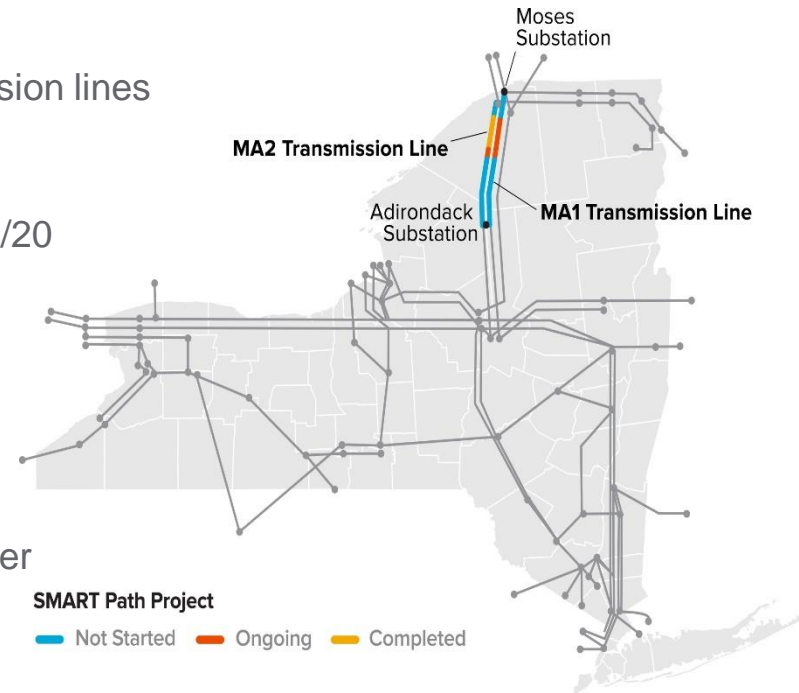 Moses
Substation
sion lines
MA2 Transmission Line
Adirondack
Substation
MA1 Transmission Line
/20
er
SMART Path Project
Not Started
Ongoing
Completed